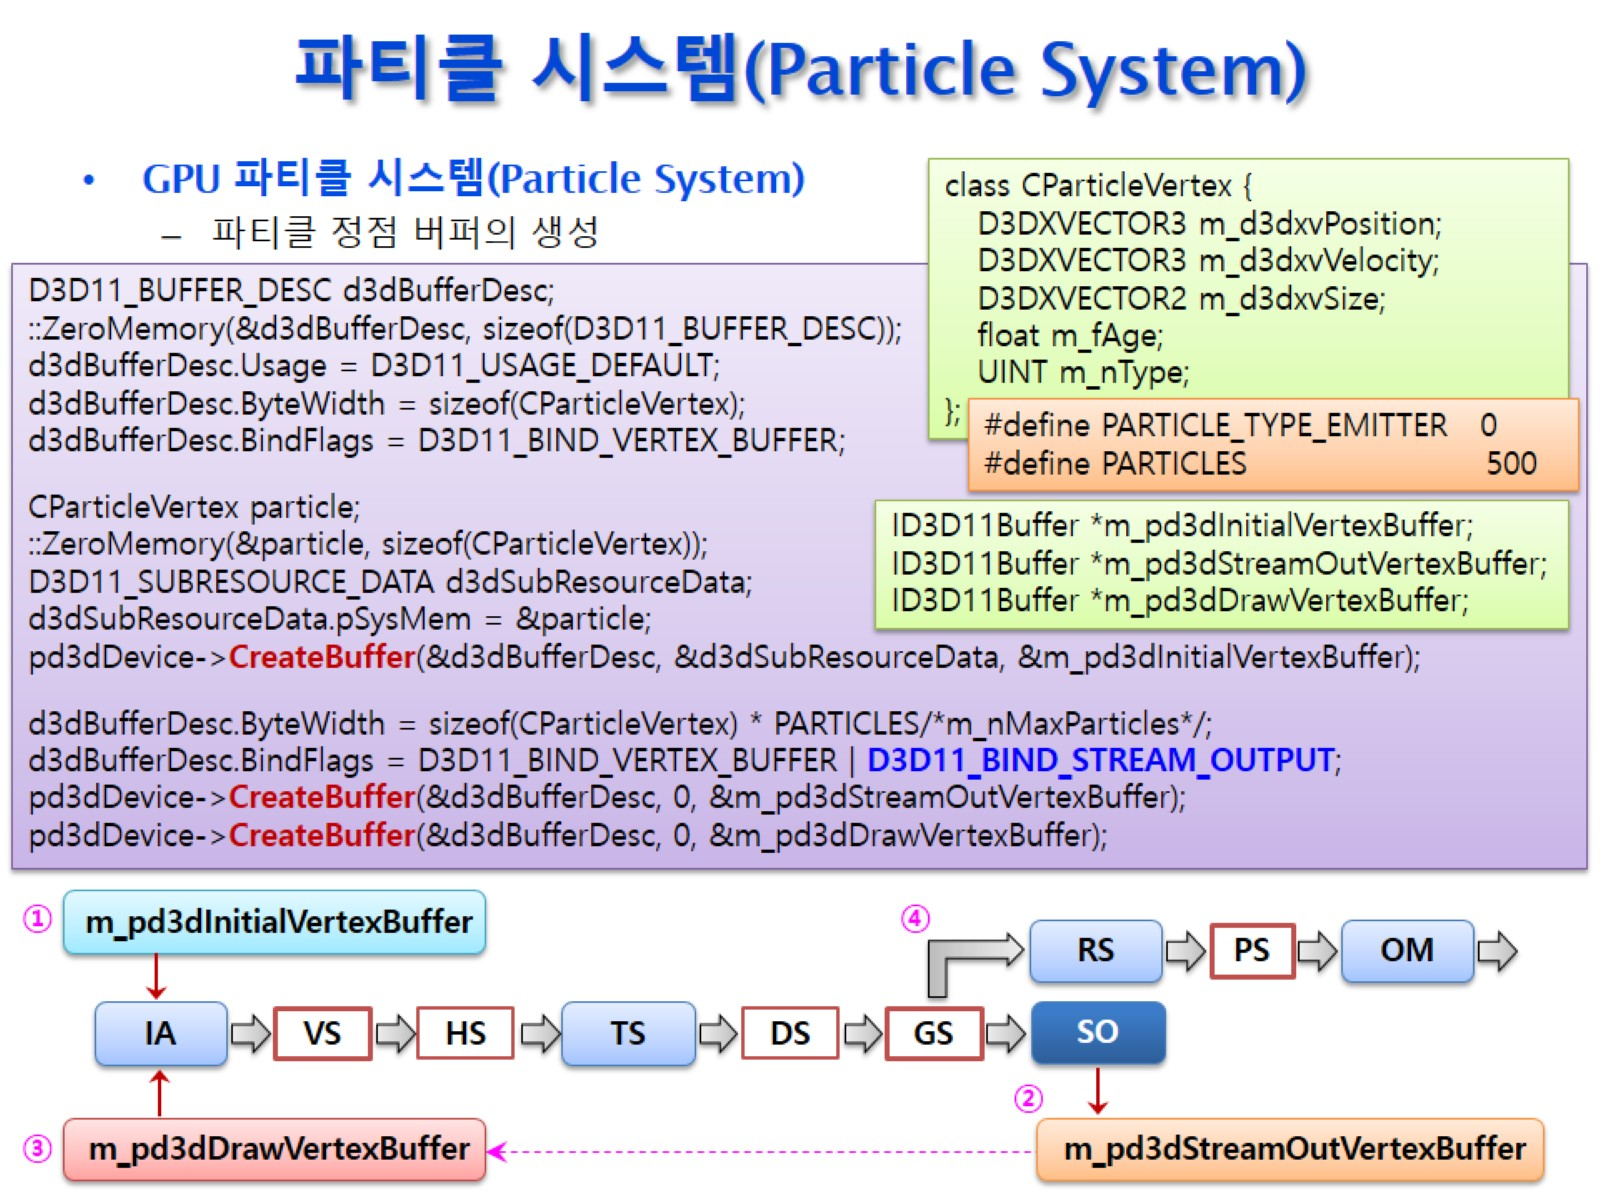 파티클 시스템(Particle System)
• GPU 파티클 시스템(Particle System)
– 파티클 정점 버퍼의 생성
class CParticleVertex {
D3DXVECTOR3 m_d3dxvPosition;
D3DXVECTOR3 m_d3dxvVelocity;
D3DXVECTOR2 m_d3dxvSize;
float m_fAge;
UINT m_nType;
};
#define PARTICLE_TYPE_EMITTER 0
#define PARTICLES 500
ID3D11Buffer *m_pd3dInitialVertexBuffer;
ID3D11Buffer *m_pd3dStreamOutVertexBuffer;
ID3D11Buffer *m_pd3dDrawVertexBuffer;
D3D11_BUFFER_DESC d3dBufferDesc;
::ZeroMemory(&d3dBufferDesc, sizeof(D3D11_BUFFER_DESC));
d3dBufferDesc.Usage = D3D11_USAGE_DEFAULT;
d3dBufferDesc.ByteWidth = sizeof(CParticleVertex);
d3dBufferDesc.BindFlags = D3D11_BIND_VERTEX_BUFFER;
CParticleVertex particle;
::ZeroMemory(&particle, sizeof(CParticleVertex));
D3D11_SUBRESOURCE_DATA d3dSubResourceData;
d3dSubResourceData.pSysMem = &particle;
pd3dDevice->CreateBuffer(&d3dBufferDesc, &d3dSubResourceData, &m_pd3dInitialVertexBuffer);
d3dBufferDesc.ByteWidth = sizeof(CParticleVertex) * PARTICLES/*m_nMaxParticles*/;
d3dBufferDesc.BindFlags = D3D11_BIND_VERTEX_BUFFER | D3D11_BIND_STREAM_OUTPUT;
pd3dDevice->CreateBuffer(&d3dBufferDesc, 0, &m_pd3dStreamOutVertexBuffer);
pd3dDevice->CreateBuffer(&d3dBufferDesc, 0, &m_pd3dDrawVertexBuffer);
① m_pd3dInitialVertexBuffer
④ RS PS OM
IA VS HS TS DS GS SO
②
③ m_pd3dDrawVertexBuffer m_pd3dStreamOutVertexBuffer